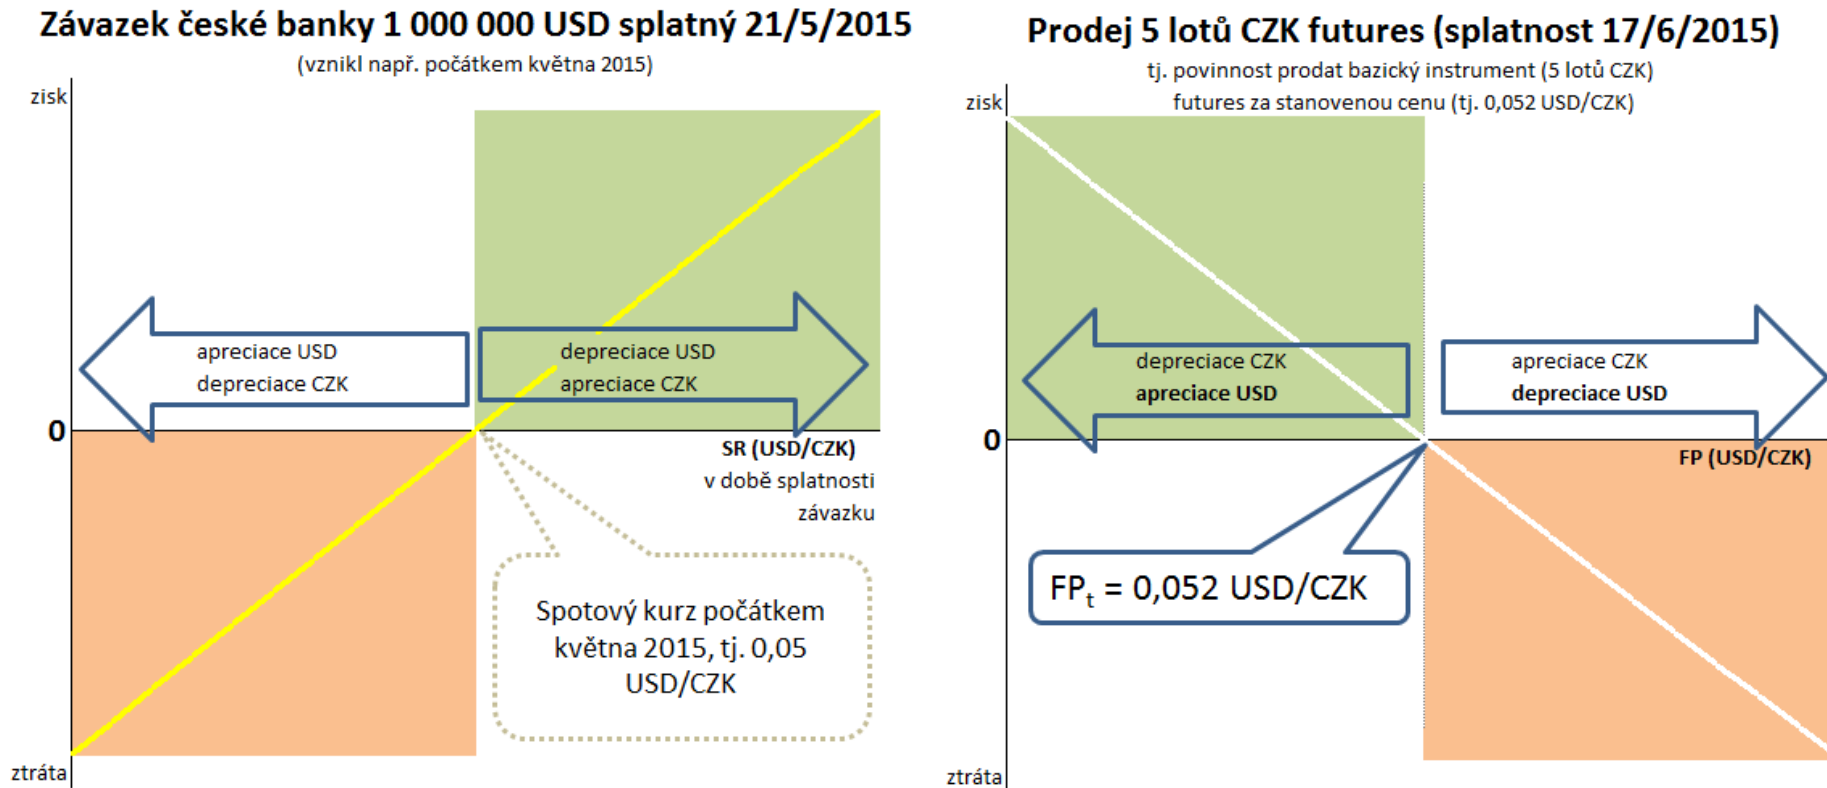 Závazek české banky 1 000 000 USD splatný 21/5/2015
(vznikl např. počátkem května 2015)
zisk
apreciace USD
depreciace CZK
depreciace USD
apreciace CZK
0
SR (USD/CZK)
v době splatnosti
závazku
Spotový kurz počátkem
května 2015, tj. 0,05
USD/CZK
ztráta
Prodej 5 lotů CZK futures (splatnost 17/6/2015)
tj. povinnost prodat bazický instrument (5 lotů CZK)
futures za stanovenou cenu (tj. 0,052 USD/CZK)
zisk
depreciace CZK
apreciace USD
apreciace CZK
depreciace USD
0
FP (USD/CZK)
FPt = 0,052 USD/CZK
ztráta